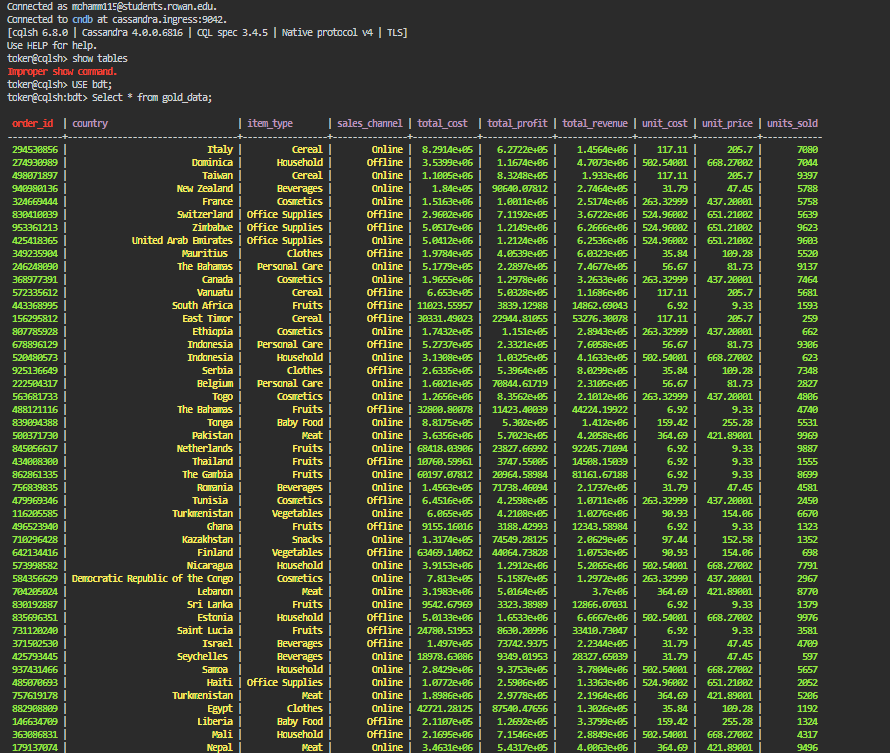 Connected as mohamm115@students.rowan.edu.
Connected to cndb at cassandra.ingress:9042.
[cqlsh 6.8.0 | Cassandra 4.0.0.6816 | CQL spec 3.4.5 | Native protocol v4 | TLS]
Use HELP for help.
token@cqlsh> show tables
Improper show command.
token@cqlsh> USE bdt;
token@cqlsh:bdt> Select * from gold_data;
order_id | country | item_type | sales_channel | total_cost | total_profit | total_revenue | unit_cost | unit_price | units_sold
294530856 | Italy | Cereal | Online | 8.2914e+05 | 6.2722e+05 | 1.4564e+06 | 117.11 | 205.7 | 7080
274930989 | Dominica | Household | Offline | 3.5399e+06 | 1.1674e+06 | 4.7073e+06 | 502.54001 | 668.27002 | 7044
498071897 | Taiwan | Cereal | Online | 1.1005e+06 | 8.3248e+05 | 1.933e+06 | 117.11 | 205.7 | 9397
940980136 | New Zealand | Beverages | Online | 1.84e+05 | 90640.07812 | 2.7464e+05 | 31.79 | 47.45 | 5788
324669444 | France | Cosmetics | Online | 1.5163e+06 | 1.0011e+06 | 2.5174e+06 | 263.32999 | 437.20001 | 5758
830410039 | Switzerland | Office Supplies | Offline | 2.9602e+06 | 7.1192e+05 | 3.6722e+06 | 524.96002 | 651.21002 | 5639
953361213 | Zimbabwe | Office Supplies | Online | 5.0517e+06 | 1.2149e+06 | 6.2666e+06 | 524.96002 | 651.21002 | 9623
425418365 | United Arab Emirates | Office Supplies | Online | 5.0412e+06 | 1.2124e+06 | 6.2536e+06 | 524.96002 | 651.21002 | 9603
349235904 | Mauritius | Clothes | Offline | 1.9784e+05 | 4.0539e+05 | 6.0323e+05 | 35.84 | 109.28 | 5520
246248090 | The Bahamas | Personal Care | Online | 5.1779e+05 | 2.2897e+05 | 7.4677e+05 | 56.67 | 81.73 | 9137
368977391 | Canada | Cosmetics | Online | 1.9655e+06 | 1.2978e+06 | 3.2633e+06 | 263.32999 | 437.20001 | 7464
572335612 | Vanuatu | Cereal | Offline | 6.653e+05 | 5.0328e+05 | 1.1686e+06 | 117.11 | 205.7 | 5681
443368995 | South Africa | Fruits | Offline | 11023.55957 | 3839.12988 | 14862.69043 | 6.92 | 9.33 | 1593
156295812 | East Timor | Cereal | Offline | 30331.49023 | 22944.81055 | 53276.30078 | 117.11 | 205.7 | 259
807785928 | Ethiopia | Cosmetics | Online | 1.7432e+05 | 1.151e+05 | 2.8943e+05 | 263.32999 | 437.20001 | 662
678896129 | Indonesia | Personal Care | Offline | 5.2737e+05 | 2.3321e+05 | 7.6058e+05 | 56.67 | 81.73 | 9306
520480573 | Indonesia | Household | Online | 3.1308e+05 | 1.0325e+05 | 4.1633e+05 | 502.54001 | 668.27002 | 623
925136649 | Serbia | Clothes | Offline | 2.6335e+05 | 5.3964e+05 | 8.0299e+05 | 35.84 | 109.28 | 7348
222504317 | Belgium | Personal Care | Offline | 1.6021e+05 | 70844.61719 | 2.3105e+05 | 56.67 | 81.73 | 2827
563681733 | Togo | Cosmetics | Online | 1.2656e+06 | 8.3562e+05 | 2.1012e+06 | 263.32999 | 437.20001 | 4806
488121116 | The Bahamas | Fruits | Offline | 32800.80078 | 11423.40039 | 44224.19922 | 6.92 | 9.33 | 4740
839094388 | Tonga | Baby Food | Online | 8.8175e+05 | 5.302e+05 | 1.412e+06 | 159.42 | 255.28 | 5531
500371730 | Pakistan | Meat | Online | 3.6356e+06 | 5.7023e+05 | 4.2058e+06 | 364.69 | 421.89001 | 9969
845056617 | Netherlands | Fruits | Online | 68418.03906 | 23827.66992 | 92245.71094 | 6.92 | 9.33 | 9887
434008300 | Thailand | Fruits | Offline | 10760.59961 | 3747.55005 | 14508.15039 | 6.92 | 9.33 | 1555
862861335 | The Gambia | Fruits | Online | 60197.07812 | 20964.58984 | 81161.67188 | 6.92 | 9.33 | 8699
756839835 | Romania | Beverages | Online | 1.4563e+05 | 71738.46094 | 2.1737e+05 | 31.79 | 47.45 | 4581
479969346 | Tunisia | Cosmetics | Offline | 6.4516e+05 | 4.2598e+05 | 1.0711e+06 | 263.32999 | 437.20001 | 2450
116205585 | Turkmenistan | Vegetables | Offline | 6.065e+05 | 4.2108e+05 | 1.0276e+06 | 90.93 | 154.06 | 6670
496523940 | Ghana | Fruits | Offline | 9155.16016 | 3188.42993 | 12343.58984 | 6.92 | 9.33 | 1323
710296428 | Kazakhstan | Snacks | Online | 1.3174e+05 | 74549.28125 | 2.0629e+05 | 97.44 | 152.58 | 1352
642134416 | Finland | Vegetables | Offline | 63469.14062 | 44064.73828 | 1.0753e+05 | 90.93 | 154.06 | 698
573998582 | Nicaragua | Household | Online | 3.9153e+06 | 1.2912e+06 | 5.2065e+06 | 502.54001 | 668.27002 | 7791
584356629 | Democratic Republic of the Congo | Cosmetics | Online | 7.813e+05 | 5.1587e+05 | 1.2972e+06 | 263.32999 | 437.20001 | 2967
704205024 | Lebanon | Meat | Online | 3.1983e+06 | 5.0164e+05 | 3.7e+06 | 364.69 | 421.89001 | 8770
830192887 | Sri Lanka | Fruits | Online | 9542.67969 | 3323.38989 | 12866.07031 | 6.92 | 9.33 | 1379
835696351 | Estonia | Household | Offline | 5.0133e+06 | 1.6533e+06 | 6.6667e+06 | 502.54001 | 668.27002 | 9976
731120240 | Saint Lucia | Fruits | Offline | 24780.51953 | 8630.20996 | 33410.73047 | 6.92 | 9.33 | 3581
371502530 | Israel | Beverages | Offline | 1.497e+05 | 73742.9375 | 2.2344e+05 | 31.79 | 47.45 | 4709
425793445 | Seychelles | Beverages | Online | 18978.63086 | 9349.01953 | 28327.65039 | 31.79 | 47.45 | 597
937431466 | Samoa | Household | Online | 2.8429e+06 | 9.3753e+05 | 3.7804e+06 | 502.54001 | 668.27002 | 5657
485070693 | Haiti | Office Supplies | Online | 1.0772e+06 | 2.5906e+05 | 1.3363e+06 | 524.96002 | 651.21002 | 2052
757619178 | Turkmenistan | Meat | Online | 1.8986e+06 | 2.9778e+05 | 2.1964e+06 | 364.69 | 421.89001 | 5206
882908809 | Egypt | Clothes | Online | 42721.28125 | 87540.47656 | 1.3026e+05 | 35.84 | 109.28 | 1192
146634709 | Liberia | Baby Food | Offline | 2.1107e+05 | 1.2692e+05 | 3.3799e+05 | 159.42 | 255.28 | 1324
363086831 | Mali | Household | Online | 2.1695e+06 | 7.1546e+05 | 2.8849e+06 | 502.54001 | 668.27002 | 4317
179137074 | Nepal | Meat | Online | 3.4631e+06 | 5.4317e+05 | 4.0063e+06 | 364.69 | 421.89001 | 9496